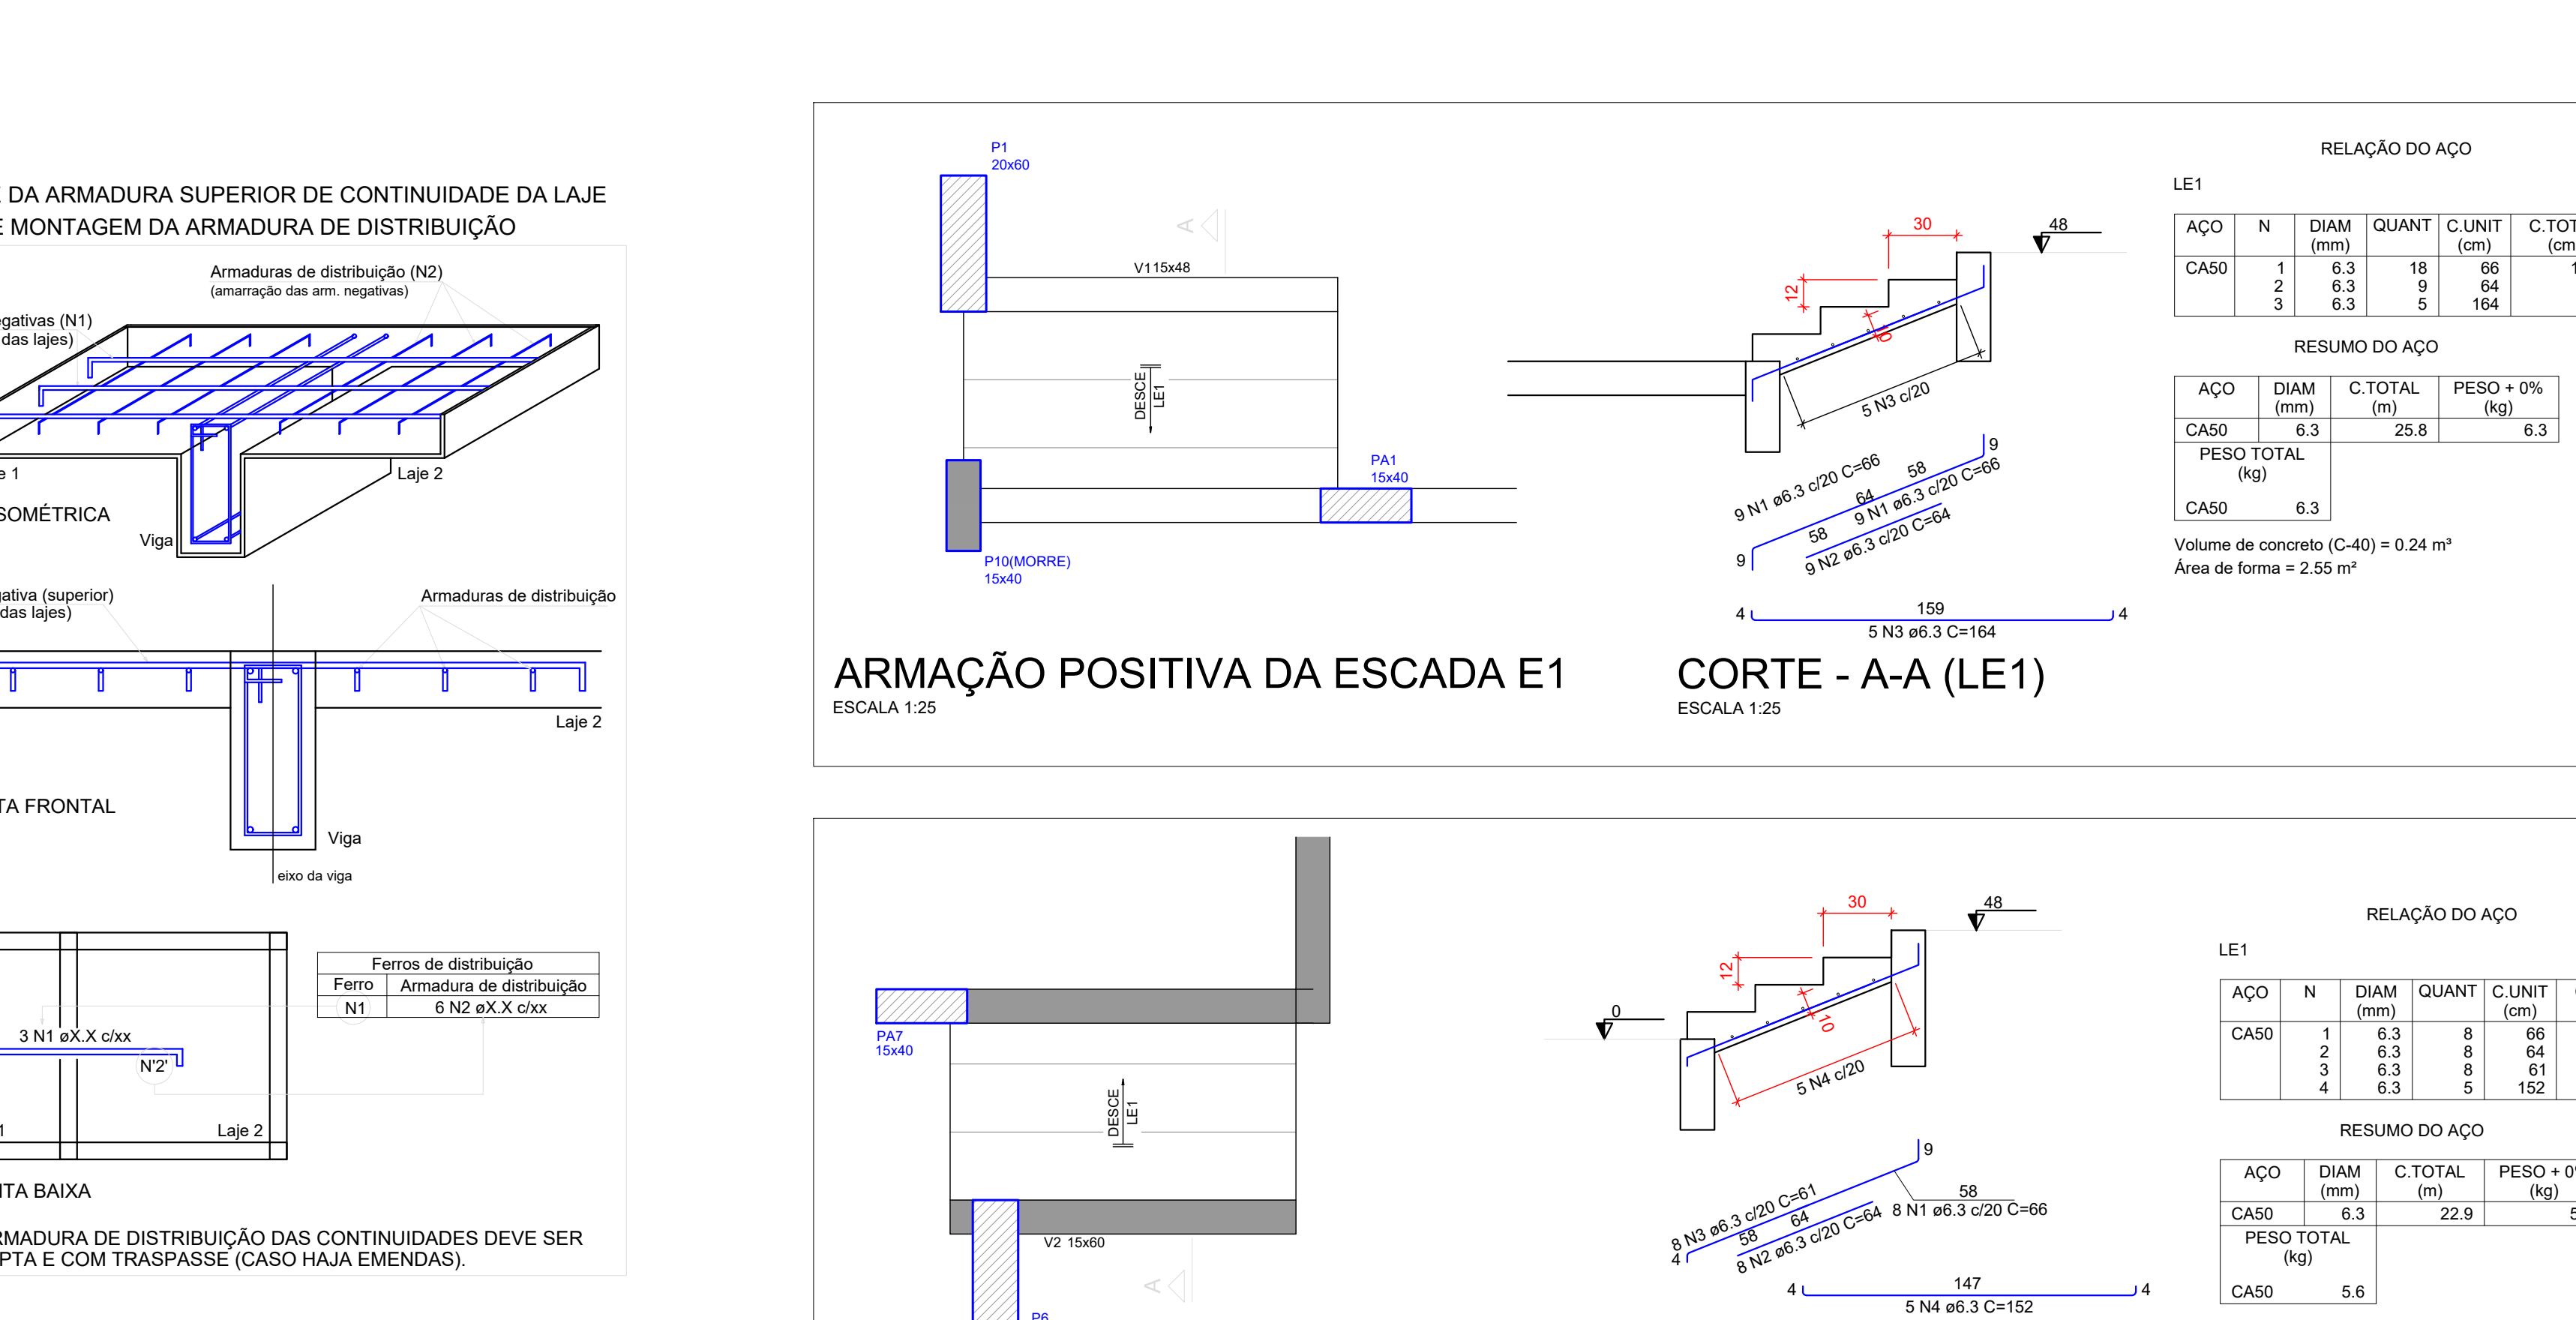 DA ARMADURA SUPERIOR DE CONTINUIDADE DA LAJE
MONTAGEM DA ARMADURA DE DISTRIBUIÇÃO
Armaduras de distribuição (N2)
(amarração das arm. negativas)
(N1)
das lajes)
1
Laje 2
Viga
(superior)
das lajes)
Armaduras de distribuição
Laje 2
FRONTAL
Viga
eixo da viga
Ferros de distribuição
Ferro Armadura de distribuição
N1 6 N2 øX.X c/xx
3 N1 øX.X c/xx
N'2'
Laje 2
BAIXA
DE DISTRIBUIÇÃO DAS CONTINUIDADES DEVE SER
E COM TRASPASSE (CASO HAJA EMENDAS).
P1
20x60
A
V1 15x48
DESCE
LE1
PA1
15x40
P10(MORRE)
15x40
ARMAÇÃO POSITIVA DA ESCADA E1
ESCALA 1:25
30
48
12
10
5 N3 c/20
9 N1 ø6.3 c/20 C=66
58
9
64
9 N1 ø6.3 c/20 C=66
58
9 N2 ø6.3 c/20 C=64
9
4 159 4
5 N3 ø6.3 C=164
CORTE - A-A (LE1)
ESCALA 1:25
RELAÇÃO DO AÇO
LE1
AÇO N DIAM QUANT C.UNIT
(mm) (cm)
CA50 1 6.3 18 66
2 6.3 9 64
3 6.3 5 164
RESUMO DO AÇO
AÇO DIAM C.TOTAL PESO + 0%
(mm) (m) (kg)
CA50 6.3 25.8 6.3
PESO TOTAL
(kg)
CA50 6.3
Volume de concreto (C-40) = 0.24 m³
Área de forma = 2.55 m²
PA7
15x40
DESCE
LE1
V2 15x60
A
P6
30
48
12
0
10
5 N4 c/20
9
58
8 N1 ø6.3 c/20 C=66
8 N3 ø6.3 c/20 C=61
64
58
8 N2 ø6.3 c/20 C=64
4
4 147 4
5 N4 ø6.3 C=152
RELAÇÃO DO AÇO
LE1
AÇO N DIAM QUANT C.UNIT
(mm) (cm)
CA50 1 6.3 8 66
2 6.3 8 64
3 6.3 8 61
4 6.3 5 152
RESUMO DO AÇO
AÇO DIAM C.TOTAL PESO +
(mm) (m) (kg)
CA50 6.3 22.9
PESO TOTAL
(kg)
CA50 5.6